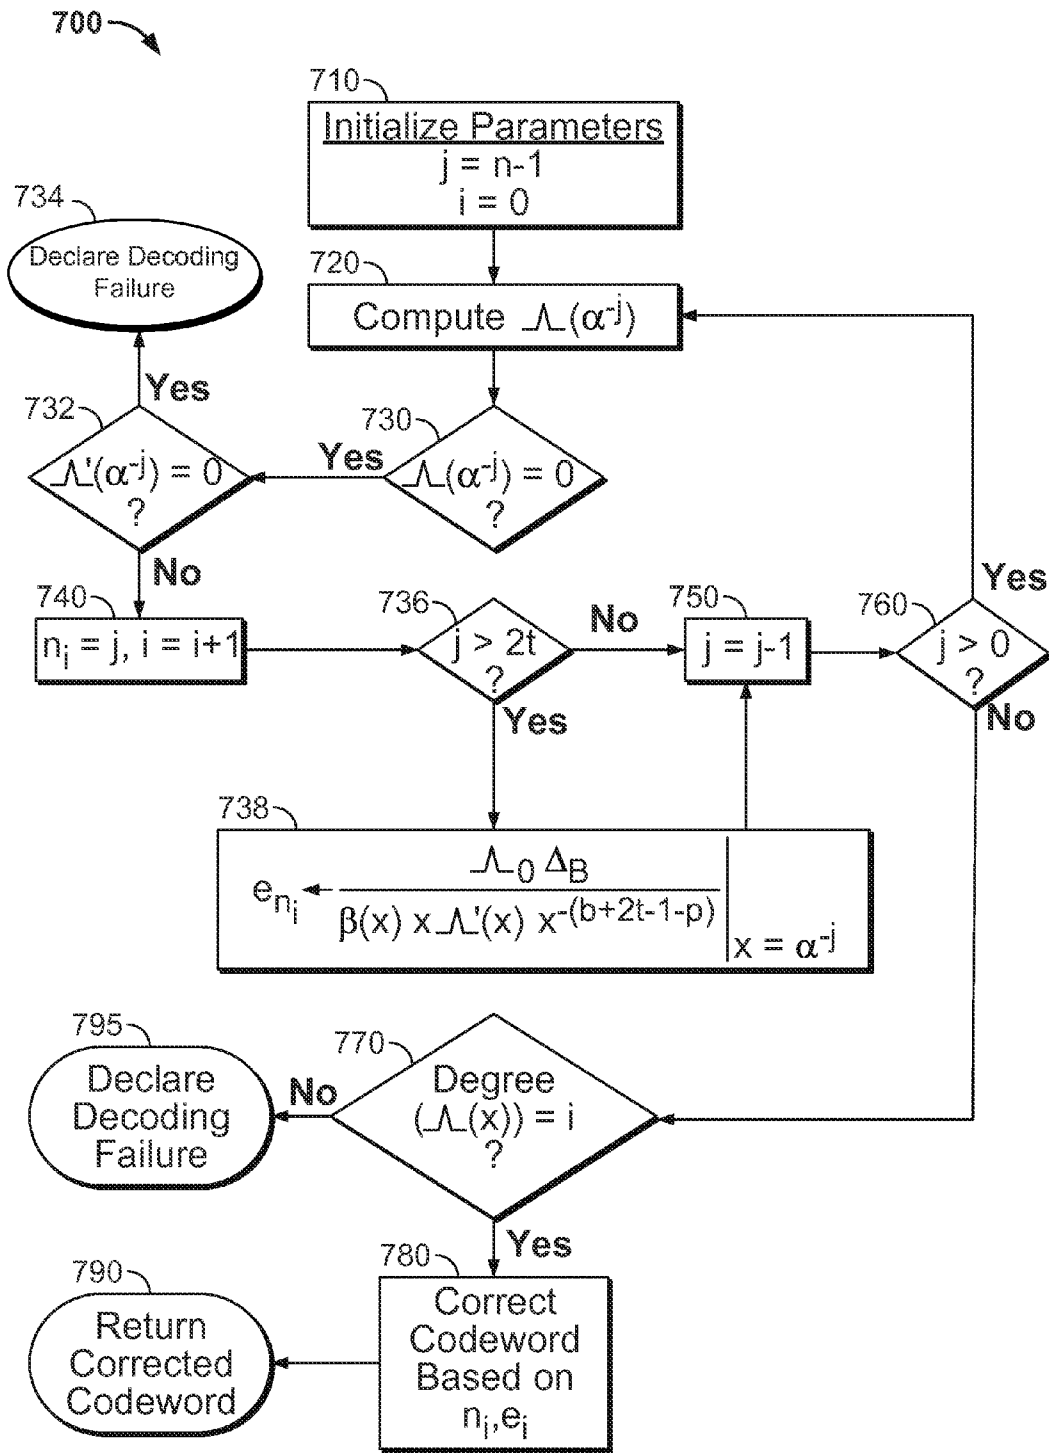 700
710
Initialize Parameters
j = n-1
i = 0
734
Declare Decoding
Failure
720
Compute Λ(α^-j)
Yes
732
Λ'(α^-j) = 0
?
Yes
730
Λ(α^-j) = 0
?
No
740
n_i = j, i = i+1
736
j > 2t
?
No
Yes
750
j = j-1
Yes
760
j > 0
?
No
738
e_n_i ← Λ_0 Δ_B
β(x) x Λ'(x) x^-(b+2t-1-p)
x = α^-j
795
Declare
Decoding
Failure
No
770
Degree
(Λ(x)) = i
?
Yes
790
Return
Corrected
Codeword
780
Correct
Codeword
Based on
n_i,e_i